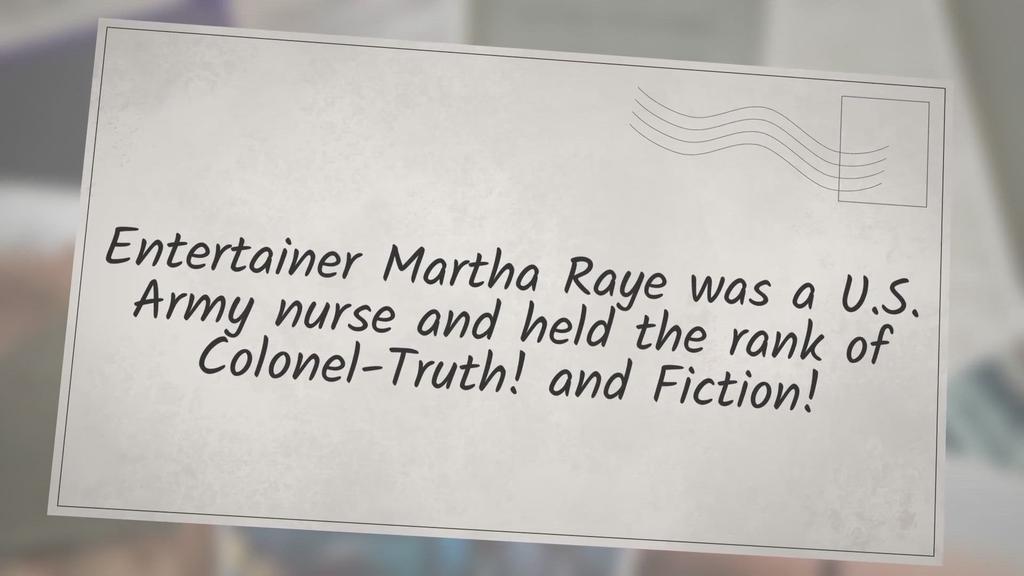 Entertainer Martha Raye was a U.S.
Army nurse and held the rank of
Colonel-Truth! and Fiction!